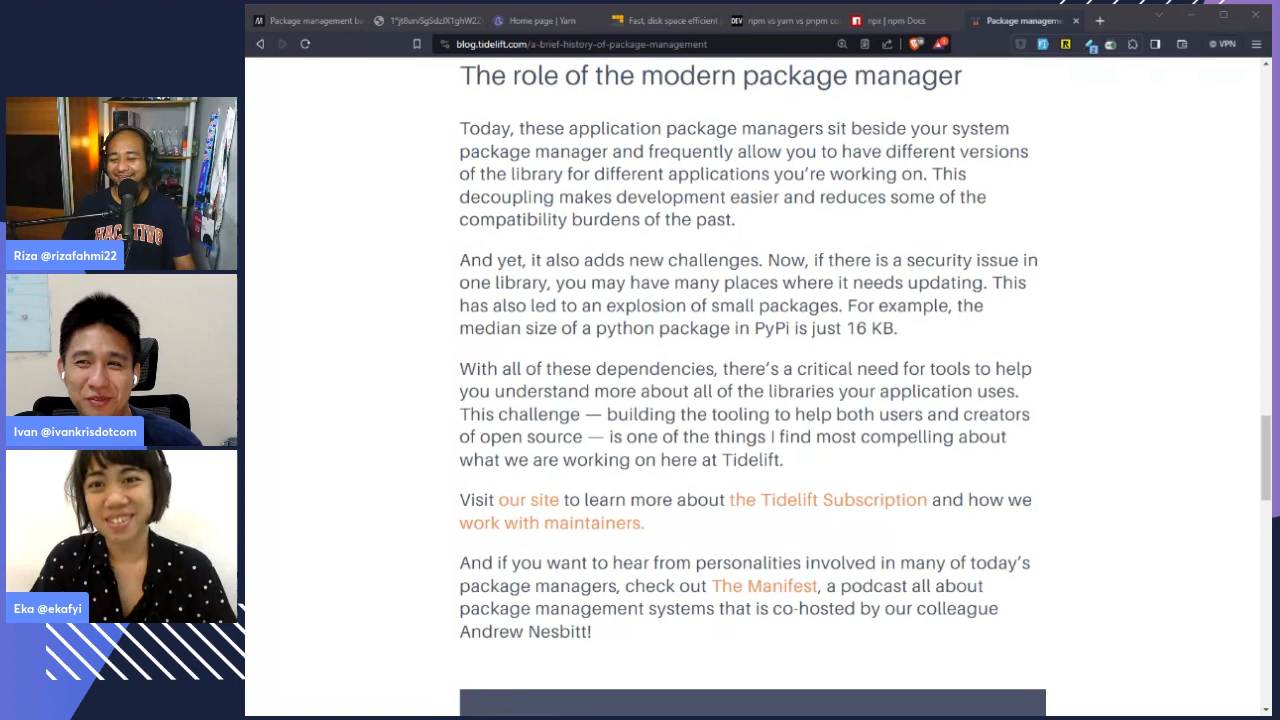 Package management ba
1*jt8urvSgSdzJX1ghW22
Home page | Yarn
Fast, disk space efficient
npm vs yarn vs pnpm co
npx | npm Docs
Package manageme
blog.tidelift.com/a-brief-history-of-package-management
VPN
The role of the modern package manager
Today, these application package managers sit beside your system
package manager and frequently allow you to have different versions
of the library for different applications you're working on. This
decoupling makes development easier and reduces some of the
compatibility burdens of the past.
And yet, it also adds new challenges. Now, if there is a security issue in
one library, you may have many places where it needs updating. This
has also led to an explosion of small packages. For example, the
median size of a python package in PyPi is just 16 KB.
With all of these dependencies, there's a critical need for tools to help
you understand more about all of the libraries your application uses.
This challenge — building the tooling to help both users and creators
of open source — is one of the things I find most compelling about
what we are working on here at Tidelift.
Visit our site to learn more about the Tidelift Subscription and how we
work with maintainers.
And if you want to hear from personalities involved in many of today's
package managers, check out The Manifest, a podcast all about
package management systems that is co-hosted by our colleague
Andrew Nesbitt!
HACKTIV8
Riza @rizafahmi22
Ivan @ivankrisdotcom
Eka @ekafyi